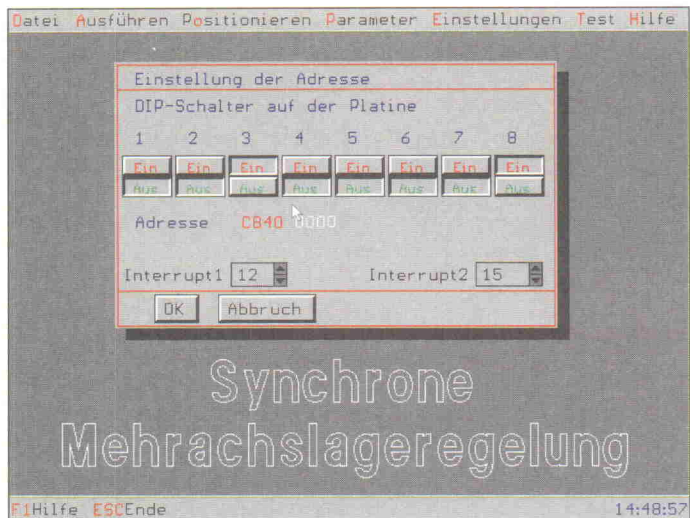 Datei Ausführen Positionieren Parameter Einstellungen Test Hilfe
Einstellung der Adresse
DIP-Schalter auf der Platine
1 2 3 4 5 6 7 8
Ein Ein Ein Ein Ein Ein Ein Ein
Aus Aus Aus Aus Aus Aus Aus Aus
Adresse CB40 0000
Interrupt1 12 Interrupt2 15
OK Abbruch
Synchrone
Mehrachslageregelung
F1Hilfe ESCEnde 14:48:57